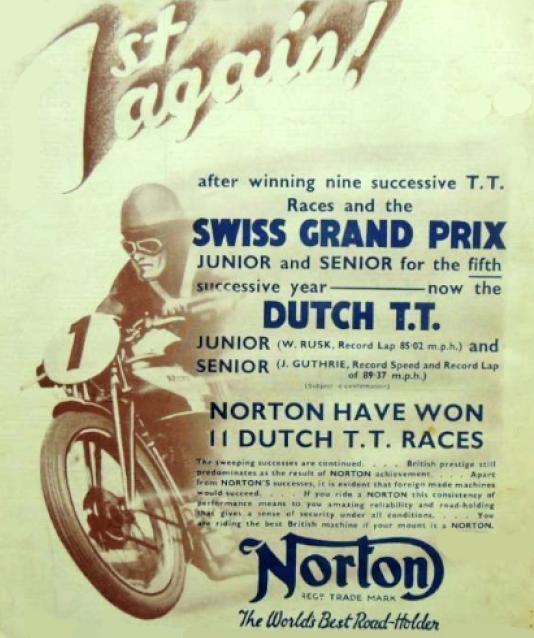 1st
again!
after winning nine successive T.T.
Races and the
SWISS GRAND PRIX
JUNIOR and SENIOR for the fifth
successive year — now the
DUTCH T.T.
JUNIOR (W. RUSK, Record Lap 85·02 m.p.h.) and
SENIOR (J. GUTHRIE, Record Speed and Record Lap
of 89·37 m.p.h.)
(Subject to confirmation)
NORTON HAVE WON
11 DUTCH T.T. RACES
The sweeping successes are continued. . . . British prestige still
predominates as the result of NORTON achievement. . . . Apart
from NORTON'S successes, it is evident that foreign made machines
would succeed. . . . If you ride a NORTON this consistency of
performance means to you amazing reliability and road-holding
that gives a sense of security under all conditions. . . . You
are riding the best British machine if your mount is a NORTON.
1
Norton
REGD TRADE MARK
The World's Best Road-Holder